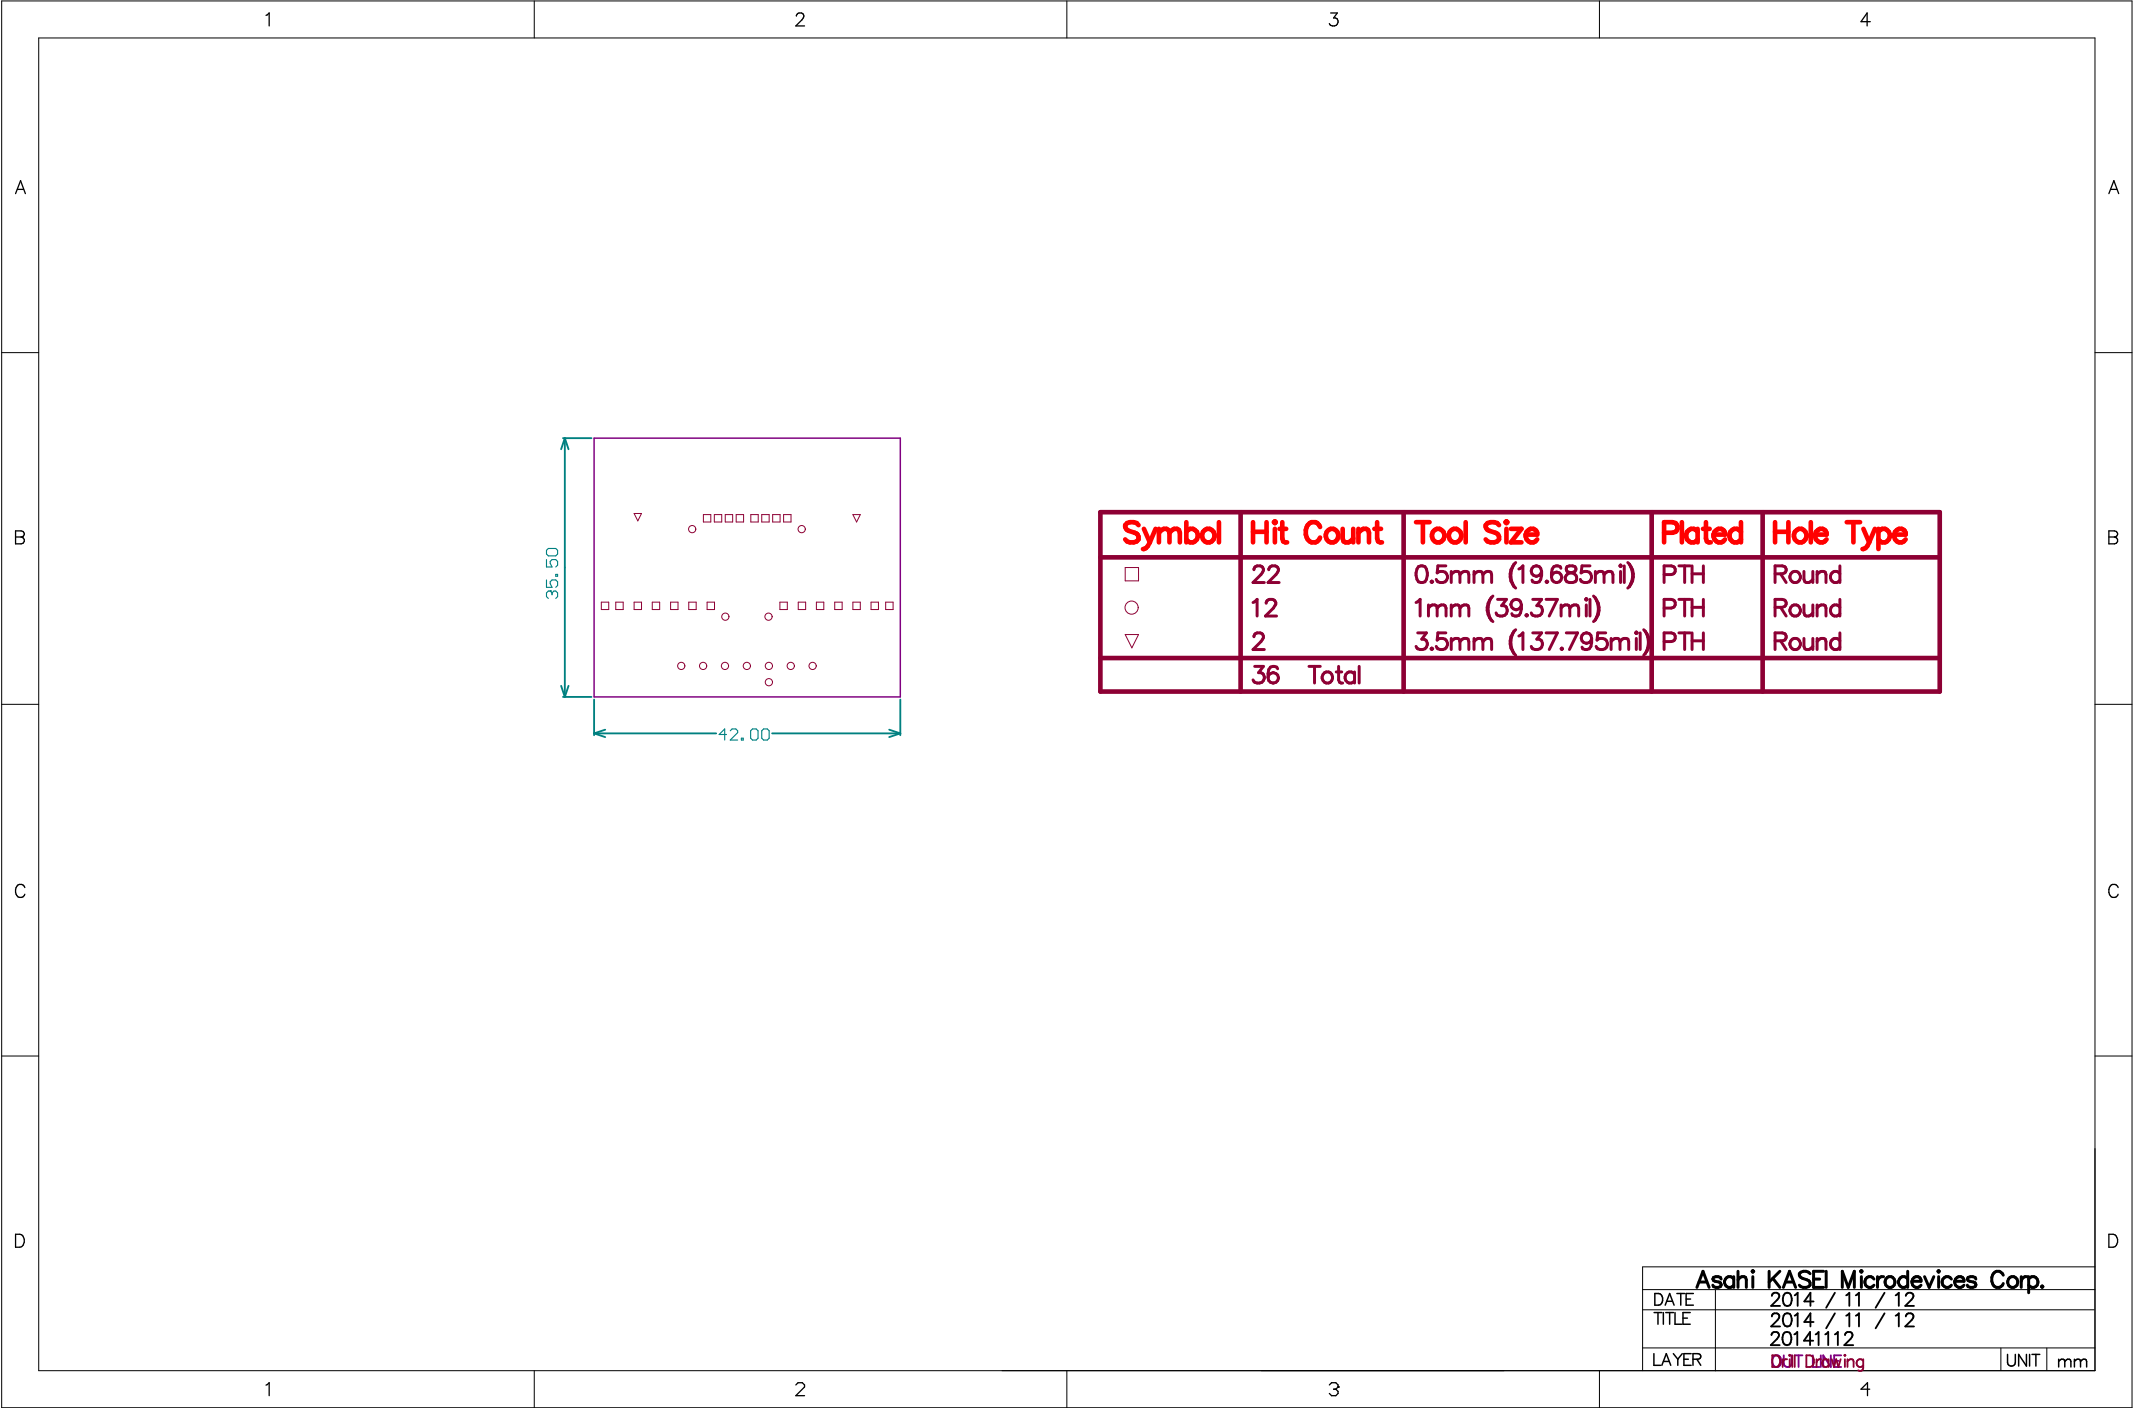 1 2 3 4
A A
B B
35.50
42.00
Symbol Hit Count Tool Size Plated Hole Type
22 0.5mm (19.685mil) PTH Round
12 1mm (39.37mil) PTH Round
2 3.5mm (137.795mil) PTH Round
36 Total
C C
D D
Asahi KASEI Microdevices Corp.
DATE 2014 / 11 / 12
TITLE 2014 / 11 / 12
20141112
LAYER Drill Drawing UNIT mm
1 2 3 4